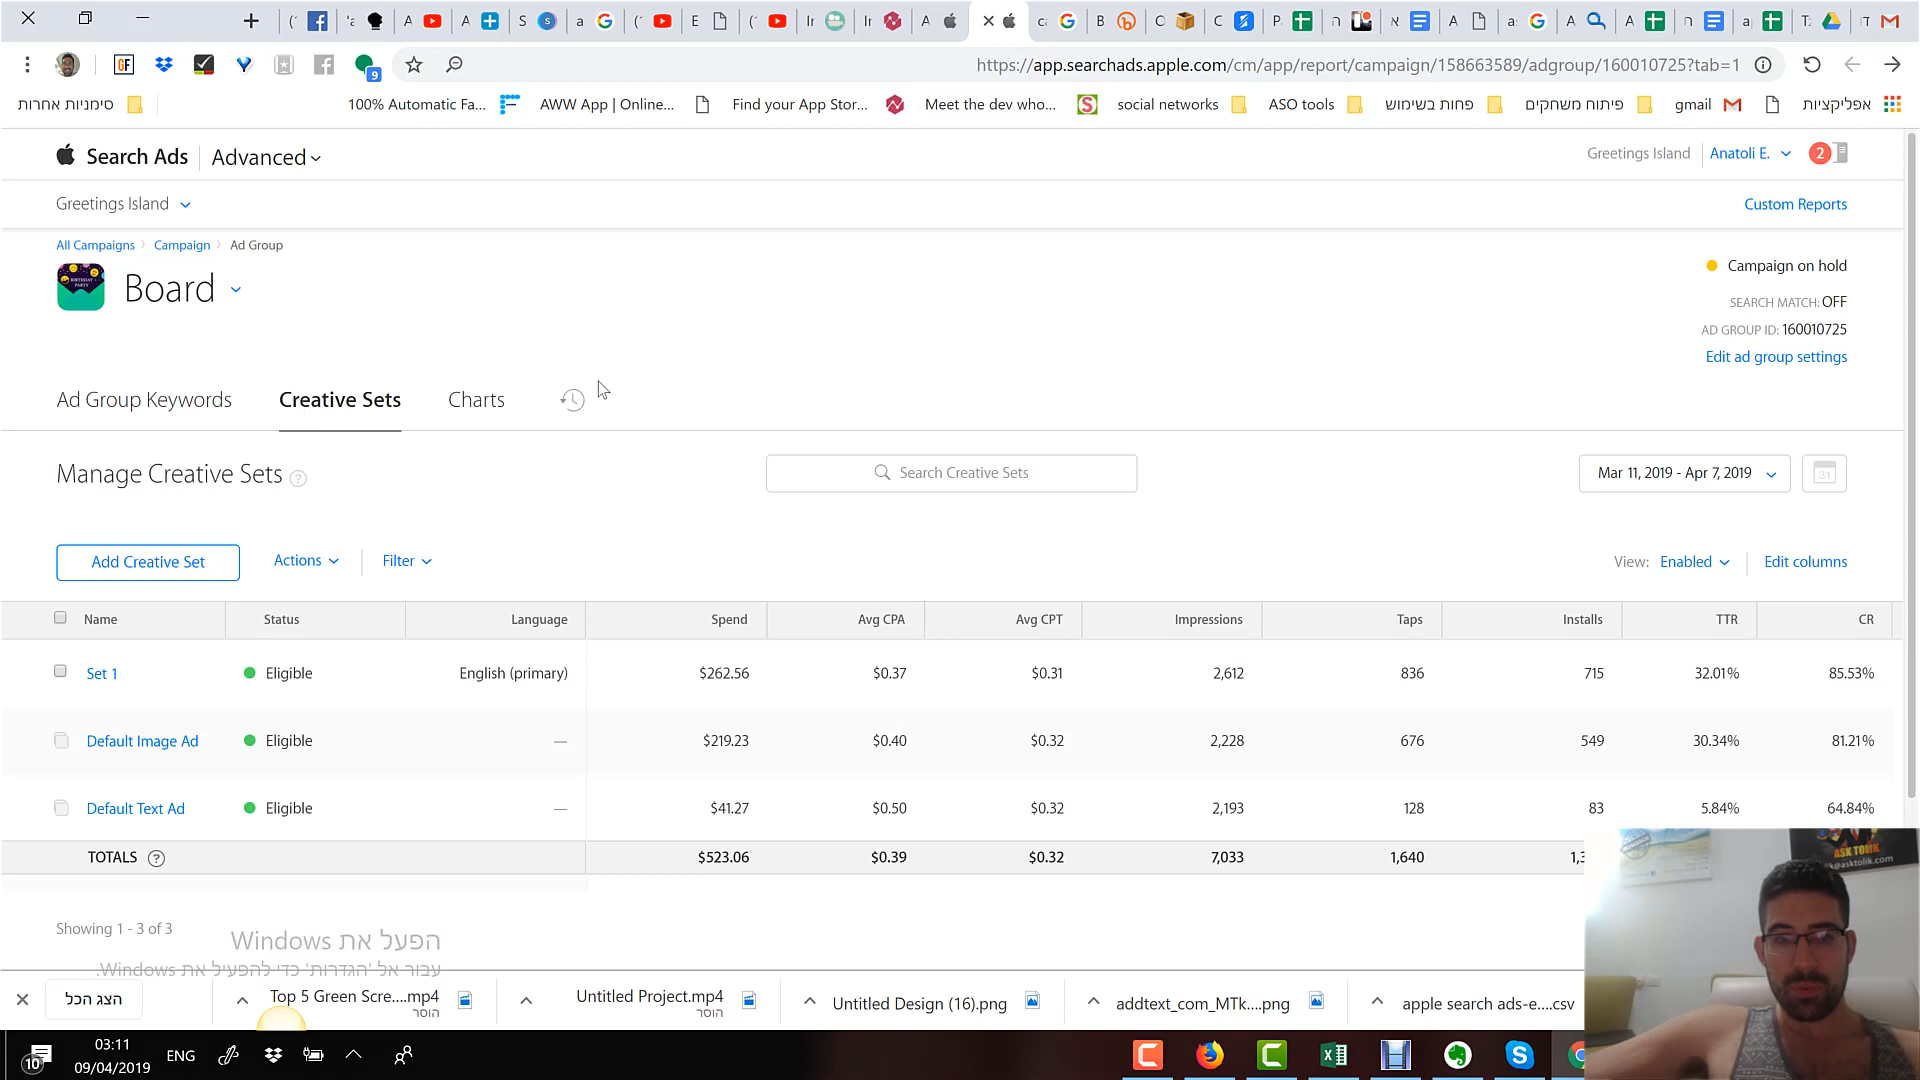 https://app.searchads.apple.com/cm/app/report/campaign/158663589/adgroup/160010725?tab=1
GF
9
סימניות אחרות
100% Automatic Fa...
AWW App | Online...
Find your App Stor...
Meet the dev who...
social networks
ASO tools
פחות בשימוש
פיתוח משחקים
gmail
אפליקציות
Search Ads
Advanced
Greetings Island
Anatoli E.
2
Greetings Island
Custom Reports
All Campaigns
Campaign
Ad Group
Board
Campaign on hold
SEARCH MATCH: OFF
AD GROUP ID: 160010725
Edit ad group settings
Ad Group Keywords
Creative Sets
Charts
Manage Creative Sets ?
Search Creative Sets
Mar 11, 2019 - Apr 7, 2019
31
Add Creative Set
Actions
Filter
View: Enabled
Edit columns
Name Status Language Spend Avg CPA Avg CPT Impressions Taps Installs TTR CR
Set 1 Eligible English (primary) $262.56 $0.37 $0.31 2,612 836 715 32.01% 85.53%
Default Image Ad Eligible — $219.23 $0.40 $0.32 2,228 676 549 30.34% 81.21%
Default Text Ad Eligible — $41.27 $0.50 $0.32 2,193 128 83 5.84% 64.84%
TOTALS ? $523.06 $0.39 $0.32 7,033 1,640
Showing 1 - 3 of 3
הפעל את Windows
עבור אל 'הגדרות' כדי להפעיל את Windows.
ASK TOLIK
הצג הכל
Top 5 Green Scre....mp4
הוסר
Untitled Project.mp4
הוסר
Untitled Design (16).png
addtext_com_MTk....png
apple search ads-e....csv
10
03:11
09/04/2019
ENG